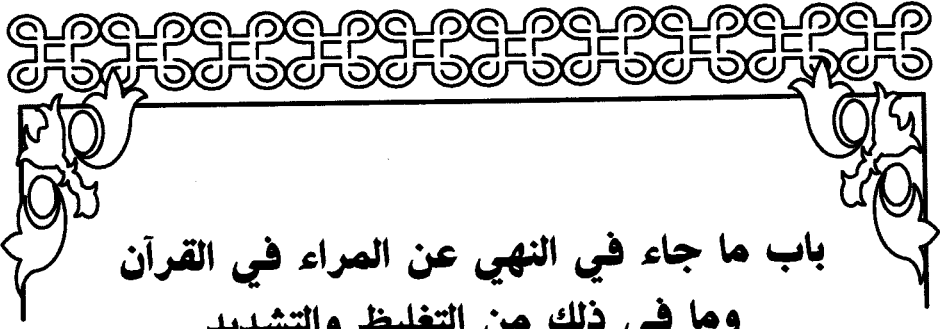 باب ما جاء في النهي عن المراء في القرآن
وما في ذلك من التغليظ والتشديد